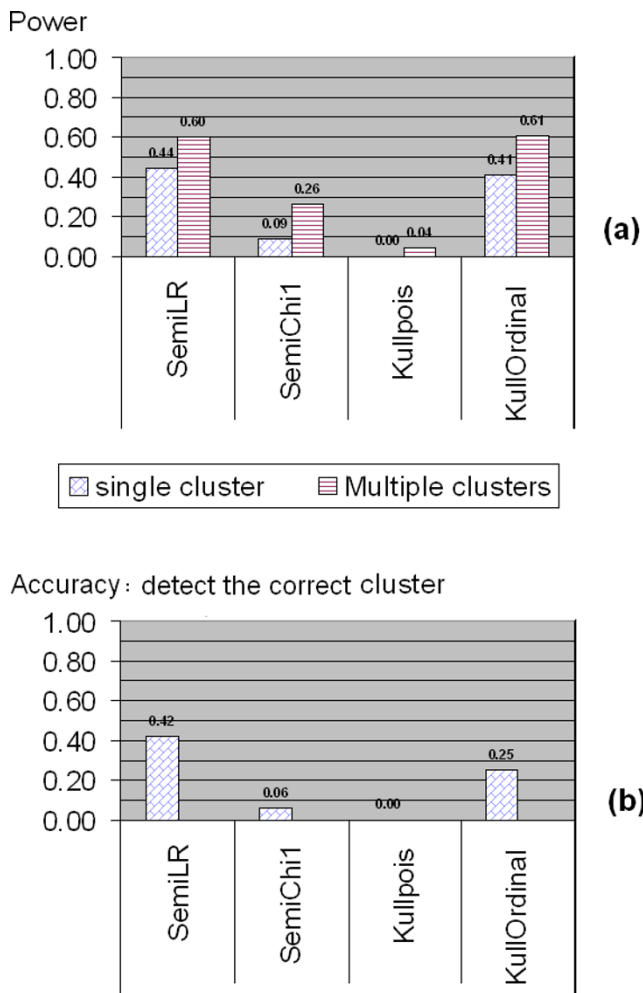 Power
1.00
0.80
0.60
0.40
0.20
0.00
0.44
0.60
0.09
0.26
0.00
0.04
0.41
0.61
SemiLR
SemiChi1
Kullpois
KullOrdinal
(a)
single cluster
Multiple clusters
Accuracy: detect the correct cluster
1.00
0.80
0.60
0.40
0.20
0.00
0.42
0.06
0.00
0.25
SemiLR
SemiChi1
Kullpois
KullOrdinal
(b)